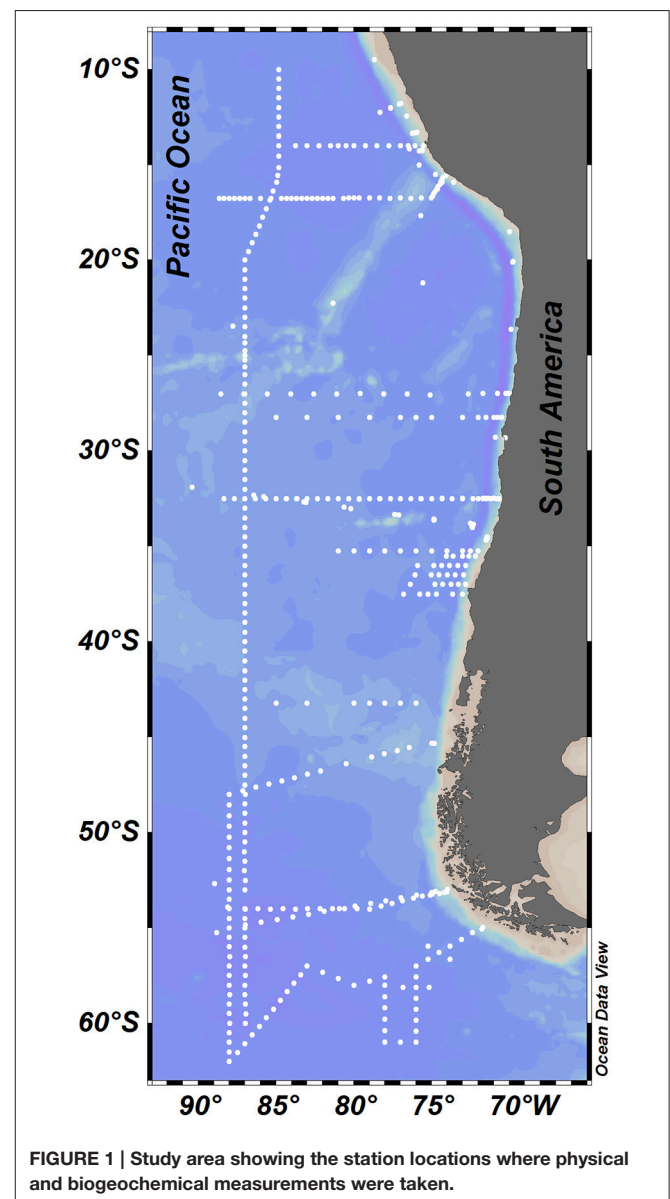 10°S
Pacific Ocean
20°S
South America
30°S
40°S
50°S
60°S
Ocean Data View
90° 85° 80° 75° 70°W
FIGURE 1 | Study area showing the station locations where physical
and biogeochemical measurements were taken.